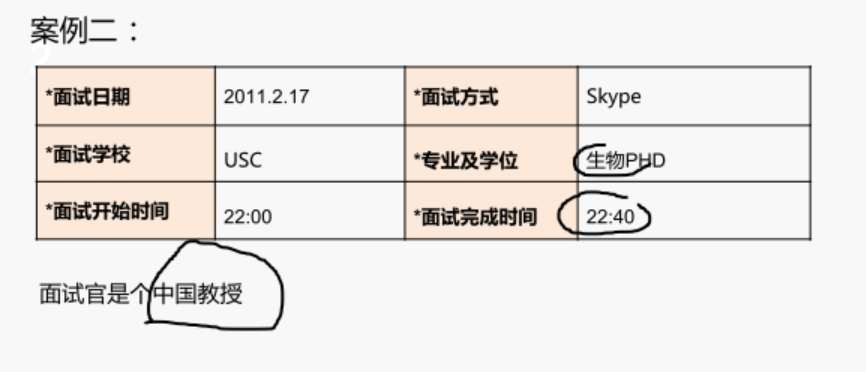 案例二：
*面试日期 2011.2.17 *面试方式 Skype
*面试学校 USC *专业及学位 生物PHD
*面试开始时间 22:00 *面试完成时间 22:40
面试官是个中国教授